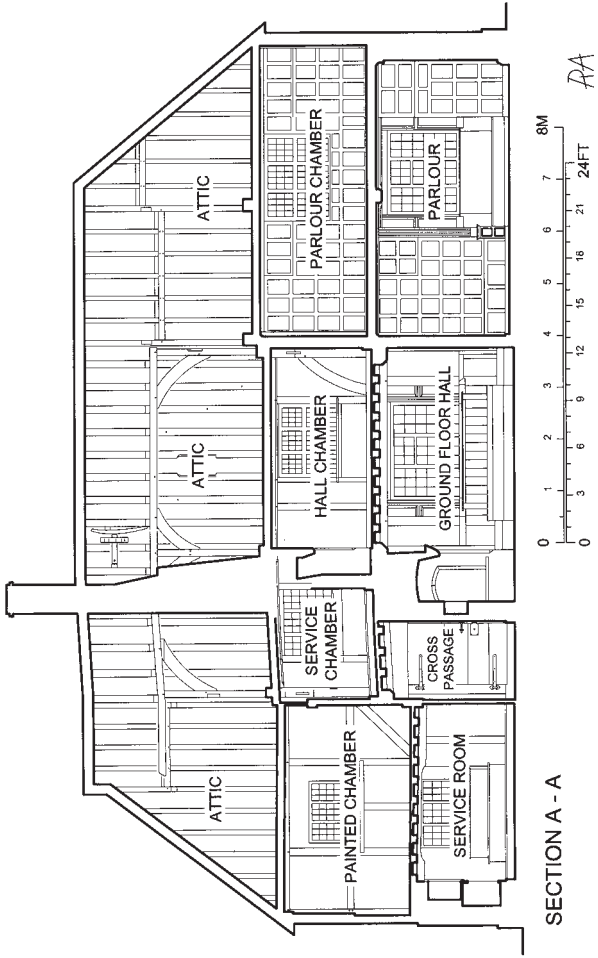 ATTIC
ATTIC
ATTIC
PAINTED CHAMBER
SERVICE
CHAMBER
HALL CHAMBER
PARLOUR CHAMBER
SERVICE ROOM
CROSS
PASSAGE
GROUND FLOOR HALL
PARLOUR
SECTION A - A
0 1 2 3 4 5 6 7 8M
0 3 6 9 12 15 18 21 24FT